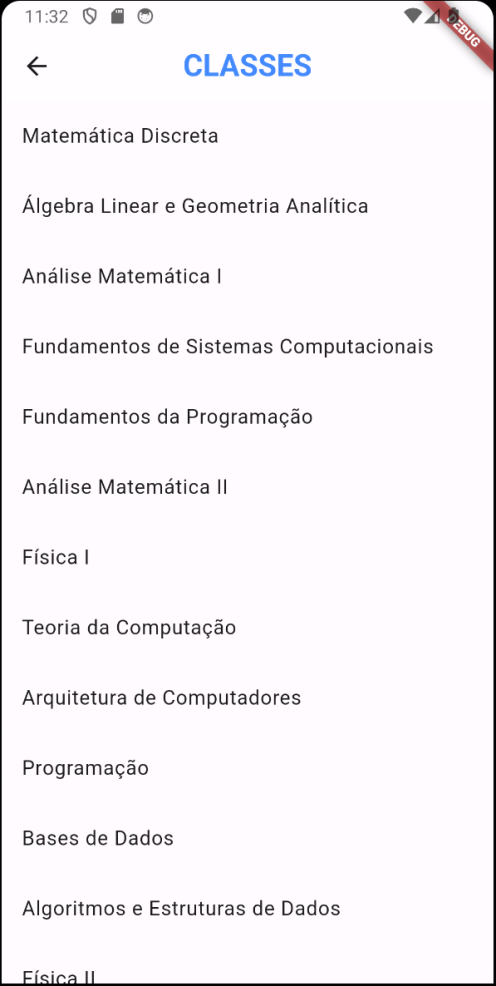 11:32
CLASSES
Matemática Discreta
Álgebra Linear e Geometria Analítica
Análise Matemática I
Fundamentos de Sistemas Computacionais
Fundamentos da Programação
Análise Matemática II
Física I
Teoria da Computação
Arquitetura de Computadores
Programação
Bases de Dados
Algoritmos e Estruturas de Dados
Física II